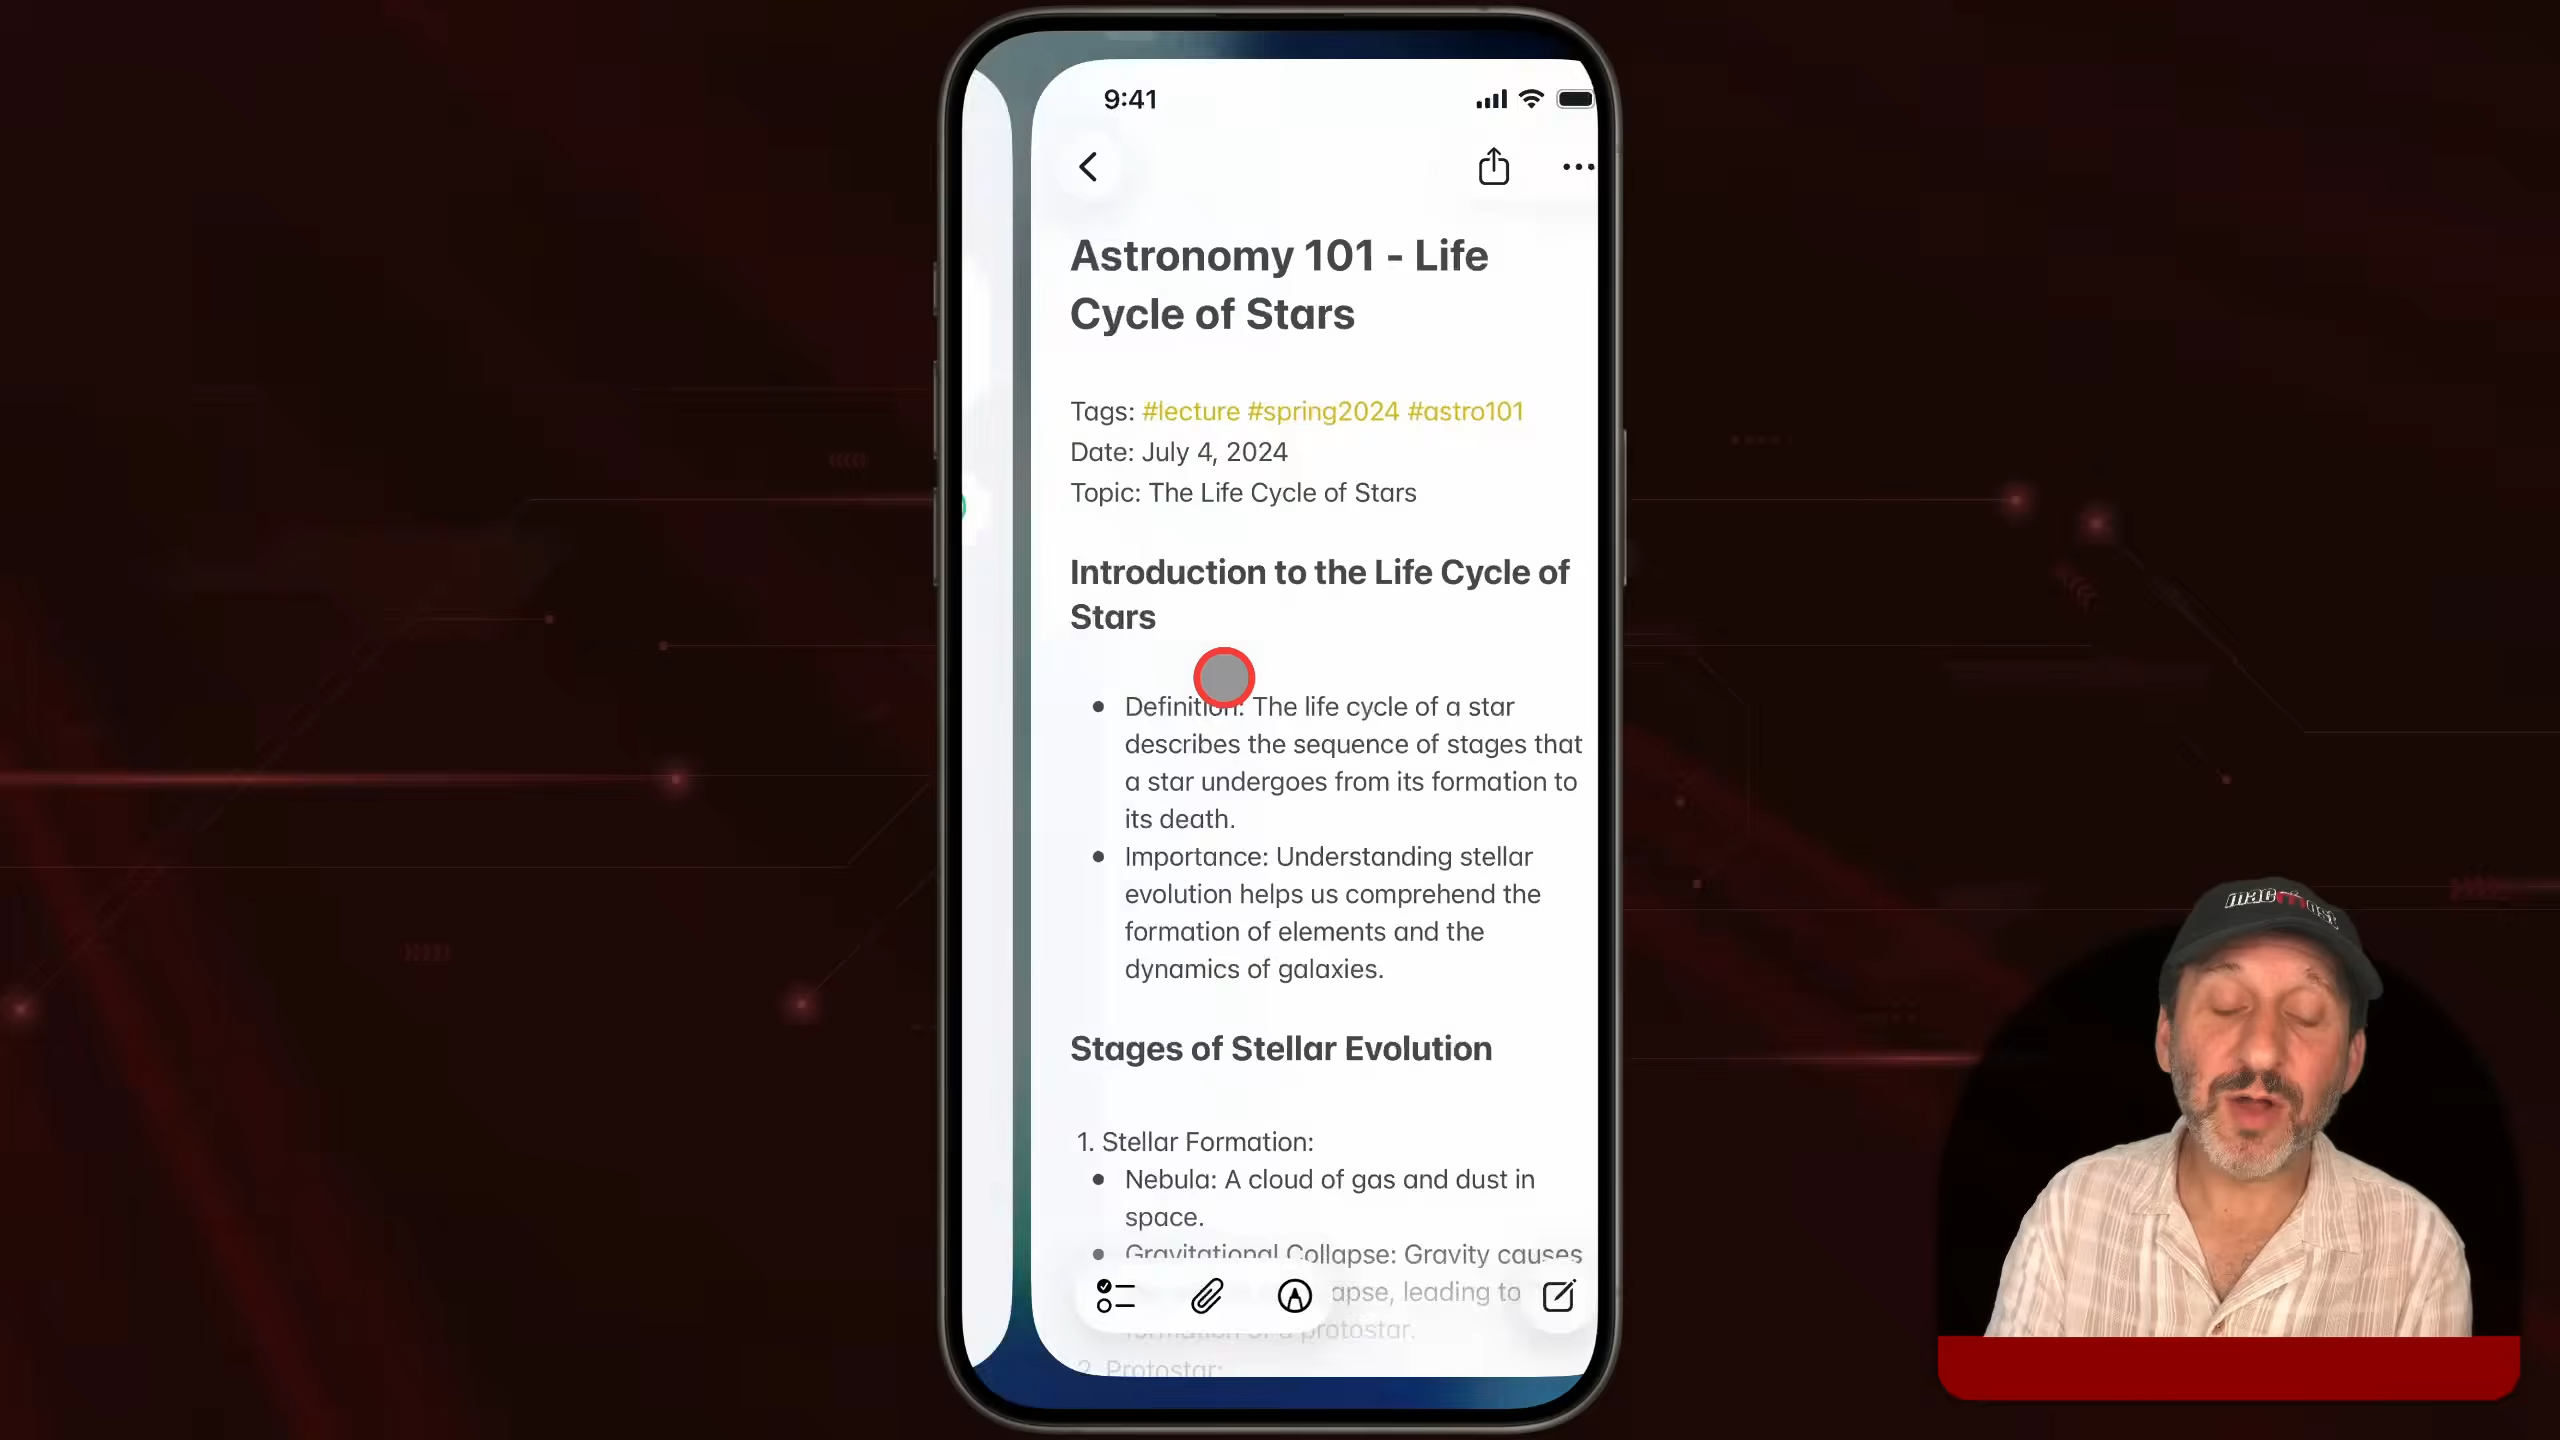 9:41
Astronomy 101 - Life
Cycle of Stars
Tags: #lecture #spring2024 #astro101
Date: July 4, 2024
Topic: The Life Cycle of Stars
Introduction to the Life Cycle of
Stars
• Definition: The life cycle of a star
describes the sequence of stages that
a star undergoes from its formation to
its death.
• Importance: Understanding stellar
evolution helps us comprehend the
formation of elements and the
dynamics of galaxies.
Stages of Stellar Evolution
1. Stellar Formation:
• Nebula: A cloud of gas and dust in
space.
• Gravitational Collapse: Gravity causes
apse, leading to
formation of a protostar.
2. Protostar:
macmost